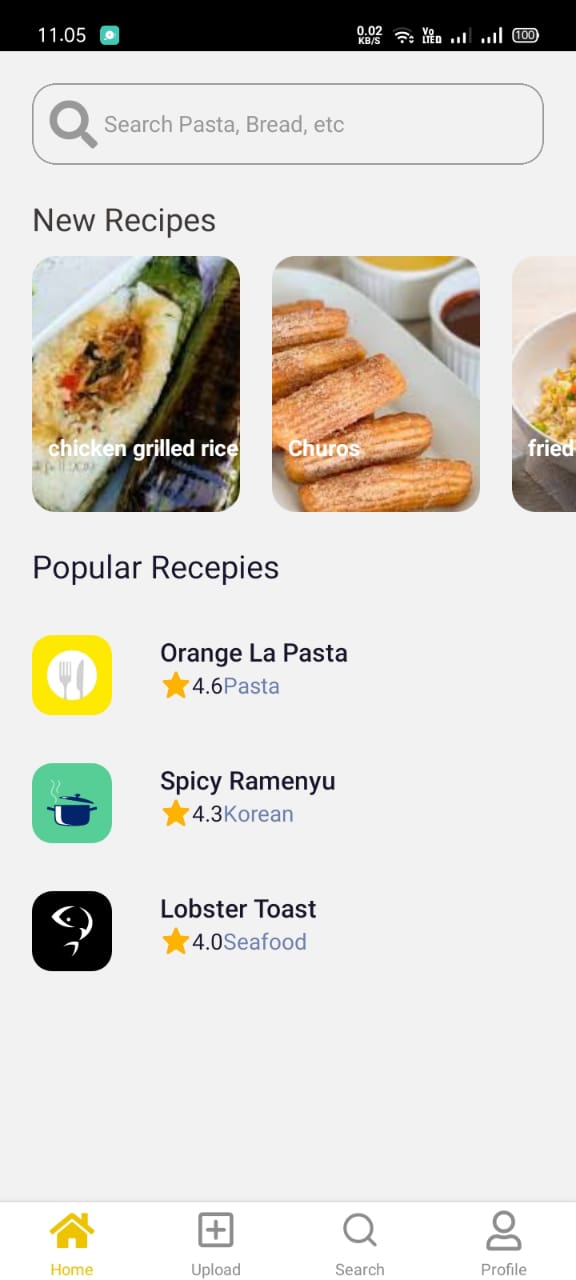 11.05
0.02
KB/S
Vo
LTED
100
Search Pasta, Bread, etc
New Recipes
chicken grilled rice
Churos
fried
Popular Recepies
Orange La Pasta
4.6Pasta
Spicy Ramenyu
4.3Korean
Lobster Toast
4.0Seafood
Home
Upload
Search
Profile